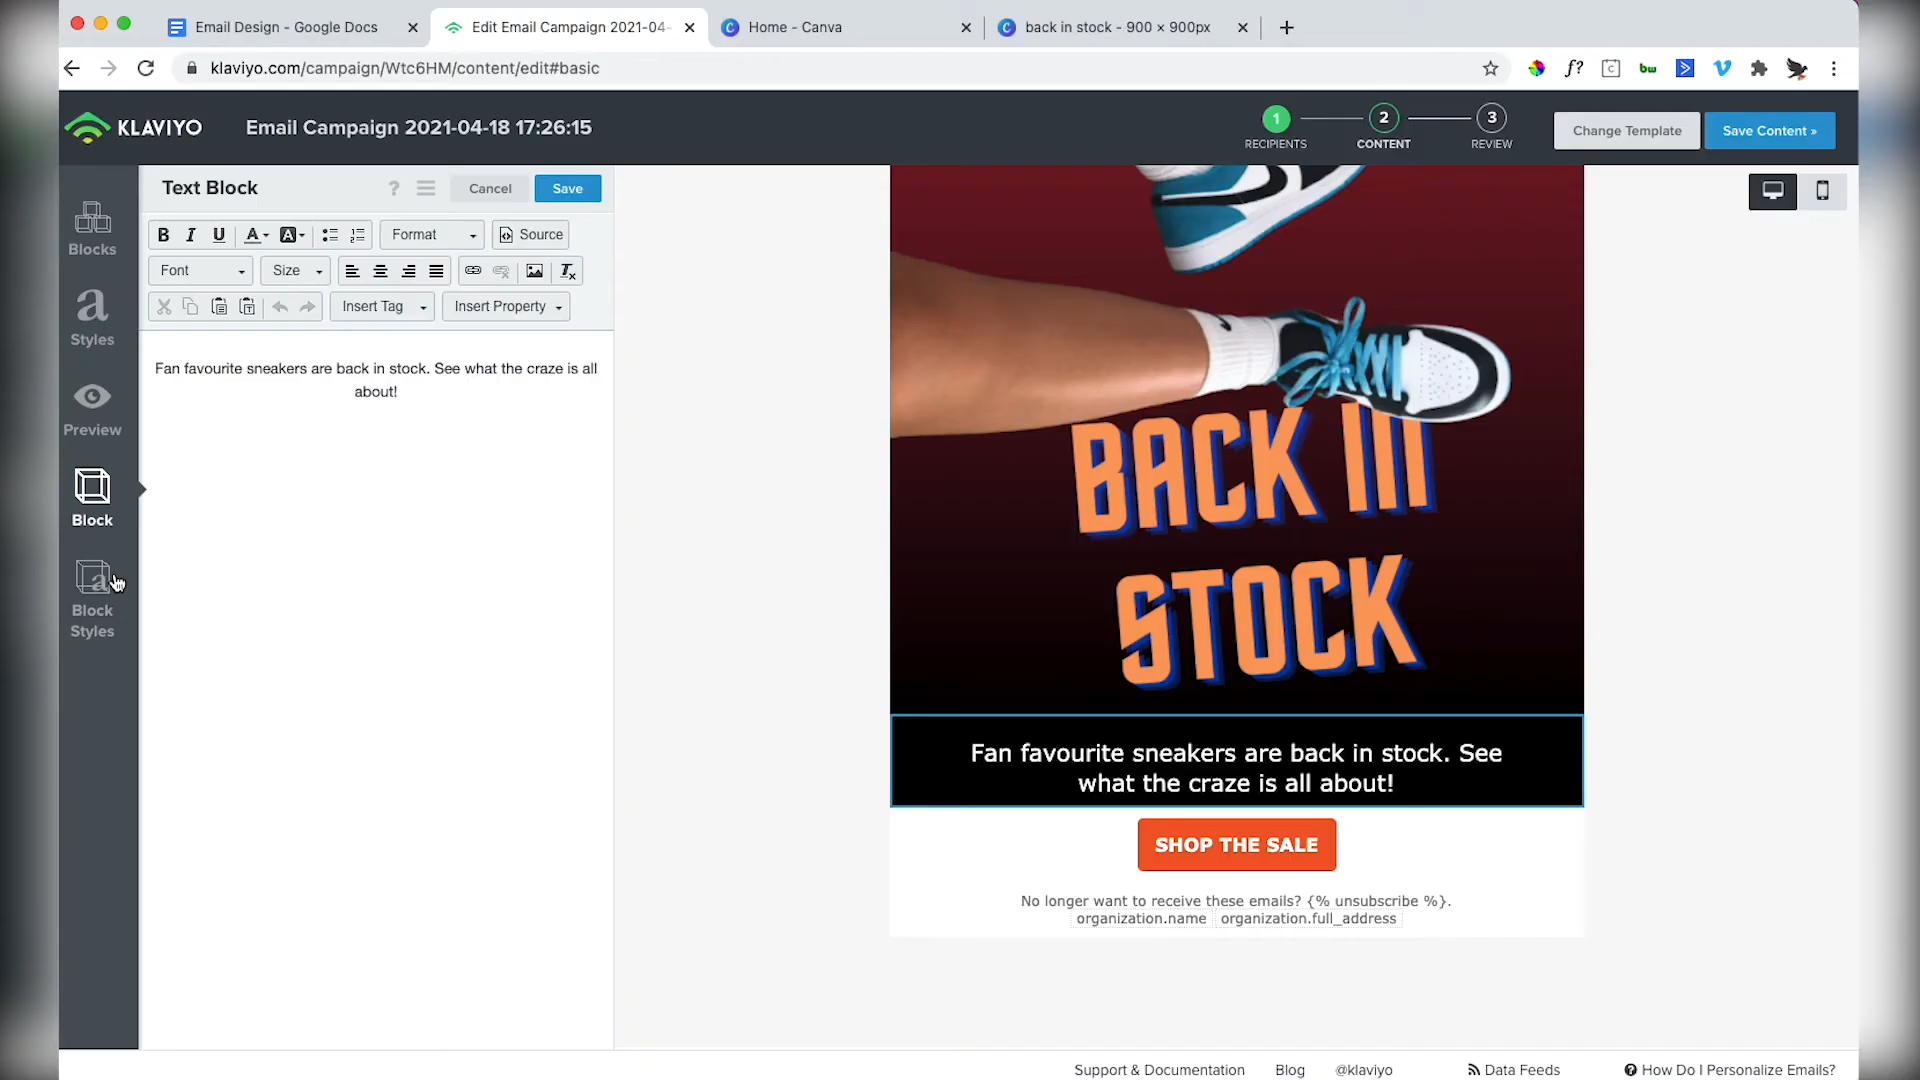 Email Design - Google Docs
Edit Email Campaign 2021-04-
Home - Canva
back in stock - 900 × 900px
klaviyo.com/campaign/Wtc6HM/content/edit#basic
f?
bw
KLAVIYO
Email Campaign 2021-04-18 17:26:15
1
2
3
RECIPIENTS
CONTENT
REVIEW
Change Template
Save Content »
Text Block
?
Cancel
Save
Blocks
Styles
Preview
Block
Block
Styles
B I U A A
Format
Source
Font
Size
Insert Tag
Insert Property
Fan favourite sneakers are back in stock. See what the craze is all
about!
BACK IN
STOCK
Fan favourite sneakers are back in stock. See
what the craze is all about!
SHOP THE SALE
No longer want to receive these emails? {% unsubscribe %}.
organization.name organization.full_address
Support & Documentation
Blog
@klaviyo
Data Feeds
How Do I Personalize Emails?